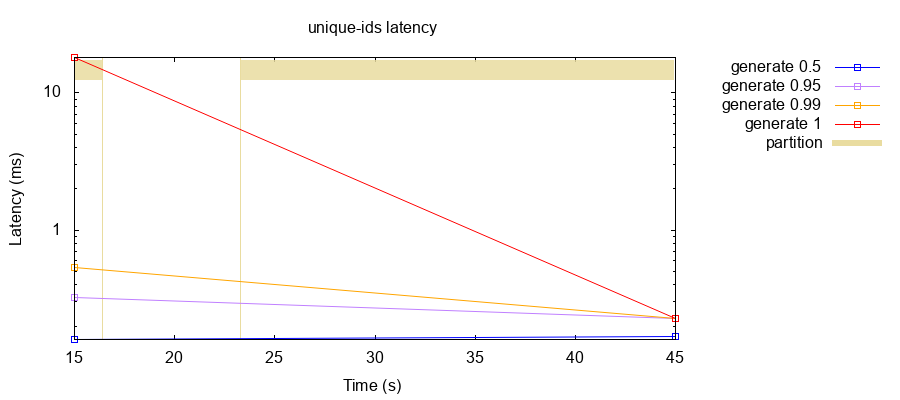 unique-ids latency
generate 0.5
generate 0.95
generate 0.99
generate 1
partition
Latency (ms)
10
1
15 20 25 30 35 40 45
Time (s)